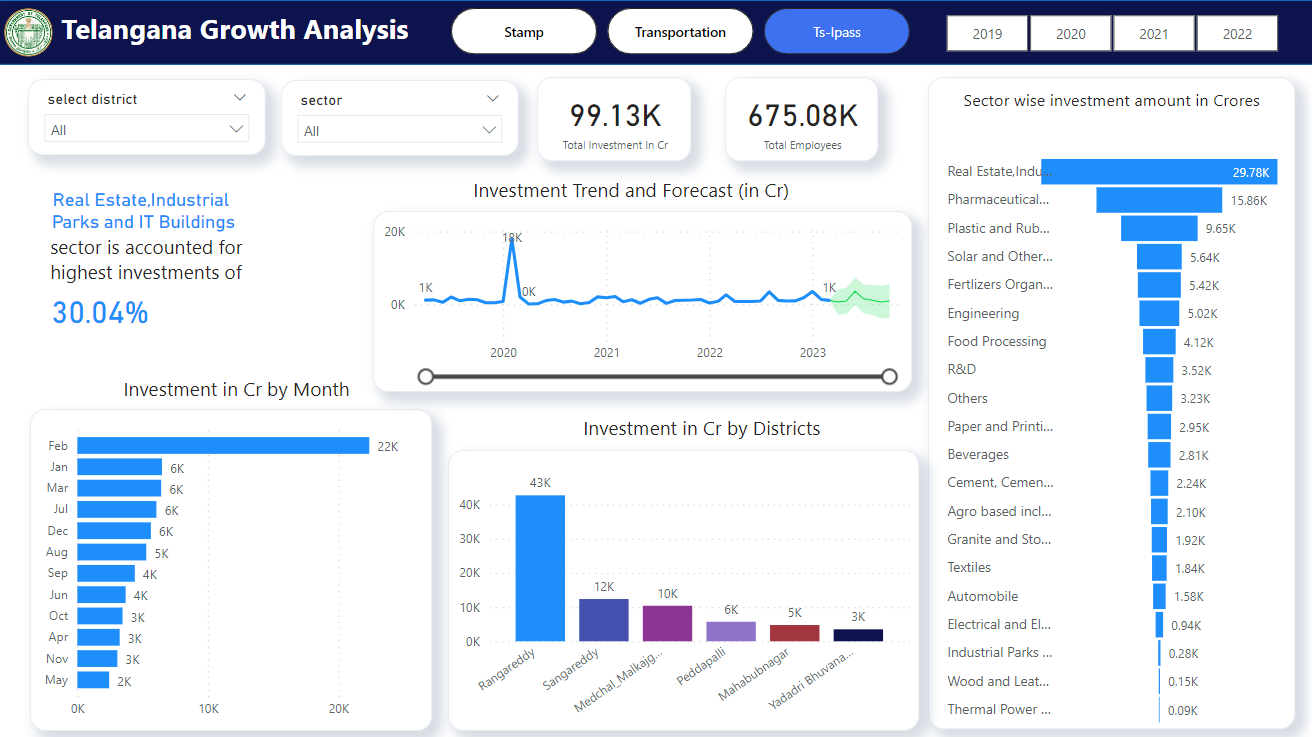 Telangana Growth Analysis
Stamp
Transportation
Ts-Ipass
2019
2020
2021
2022
select district
All
sector
All
99.13K
Total Investment In Cr
675.08K
Total Employees
Real Estate,Industrial
Parks and IT Buildings
sector is accounted for
highest investments of
30.04%
Investment Trend and Forecast (in Cr)
20K
0K
1K
18K
0K
1K
2020
2021
2022
2023
Investment in Cr by Month
Feb 22K
Jan 6K
Mar 6K
Jul 6K
Dec 6K
Aug 5K
Sep 4K
Jun 4K
Oct 3K
Apr 3K
Nov 3K
May 2K
0K 10K 20K
Investment in Cr by Districts
40K
30K
20K
10K
0K
43K
12K
10K
6K
5K
3K
Rangareddy
Sangareddy
Medchal_Malkajg...
Peddapalli
Mahabubnagar
Yadadri Bhuvana...
Sector wise investment amount in Crores
Real Estate,Indu... 29.78K
Pharmaceutical... 15.86K
Plastic and Rub... 9.65K
Solar and Other... 5.64K
Fertlizers Organ... 5.42K
Engineering 5.02K
Food Processing 4.12K
R&D 3.52K
Others 3.23K
Paper and Printi... 2.95K
Beverages 2.81K
Cement, Cemen... 2.24K
Agro based incl... 2.10K
Granite and Sto... 1.92K
Textiles 1.84K
Automobile 1.58K
Electrical and El... 0.94K
Industrial Parks ... 0.28K
Wood and Leat... 0.15K
Thermal Power ... 0.09K